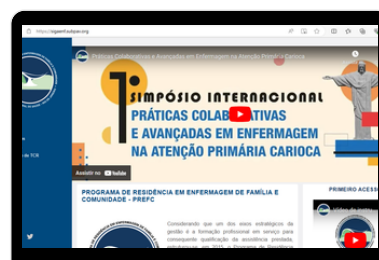 Práticas Colaborativas e Avançadas em Enfermagem na Atenção Primária Carioca
1º SIMPÓSIO INTERNACIONAL
PRÁTICAS COLABORATIVAS
E AVANÇADAS EM ENFERMAGEM
NA ATENÇÃO PRIMÁRIA CARIOCA
de TCR
Assistir no YouTube
PROGRAMA DE RESIDÊNCIA EM ENFERMAGEM DE FAMÍLIA E
COMUNIDADE - PREFC
PRIMEIRO ACESSO
Considerando que um dos eixos estratégicos da
gestão é a formação profissional em serviço para
consequente qualificação da assistência prestada,